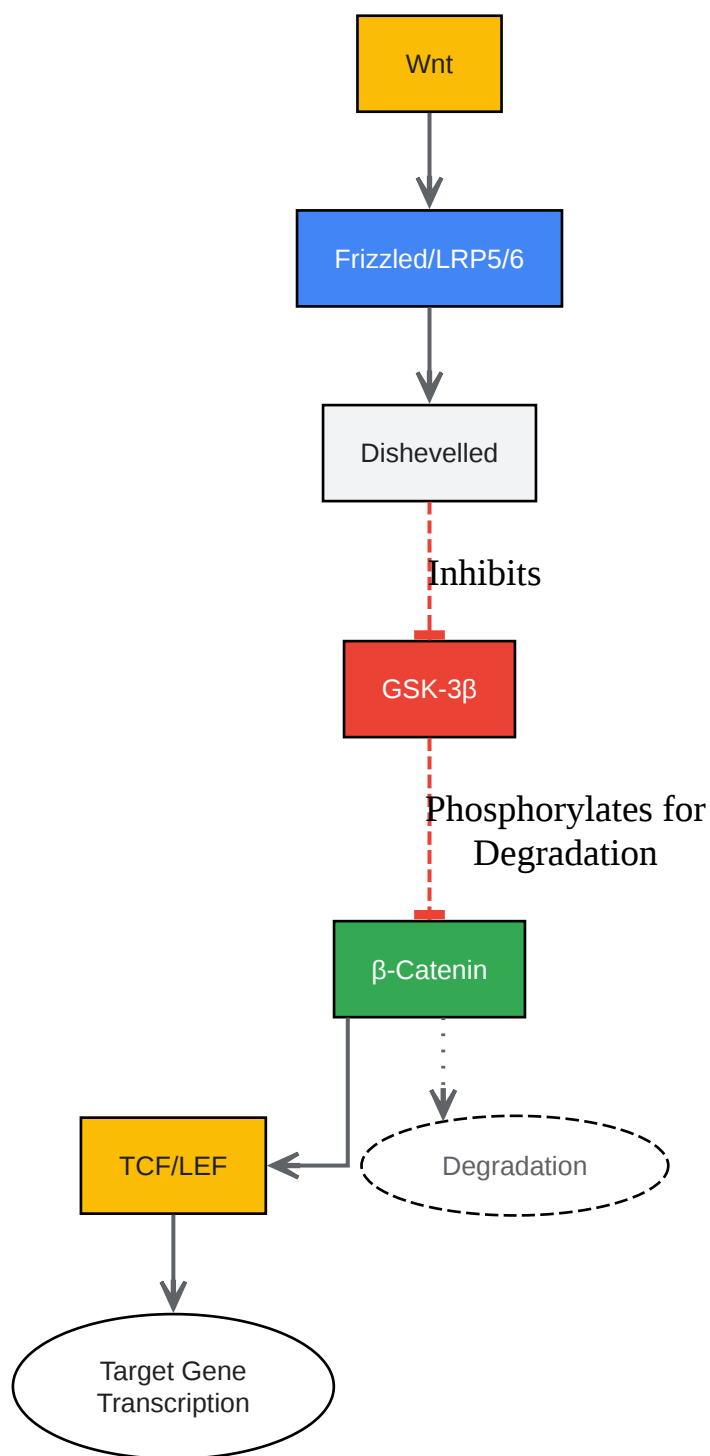 Wnt
Frizzled/LRP5/6
Dishevelled
Inhibits
GSK-3β
Phosphorylates for
Degradation
β-Catenin
TCF/LEF
Degradation
Target Gene
Transcription